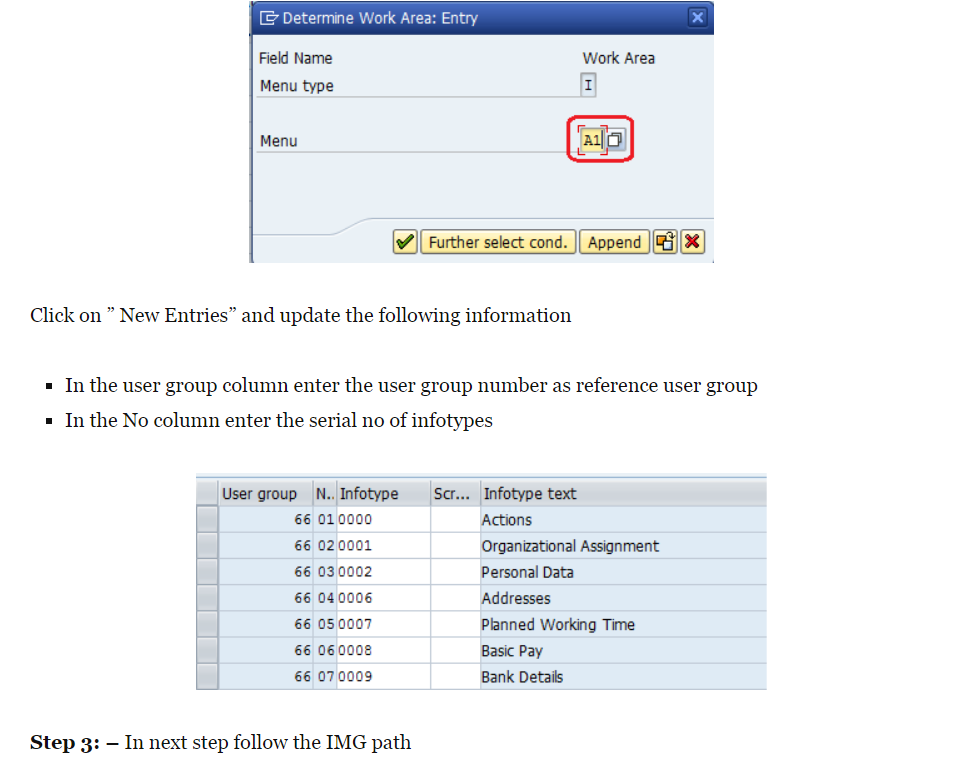 Determine Work Area: Entry
Field Name Work Area
Menu type I
Menu A1
Further select cond. Append
Click on ” New Entries” and update the following information
▪ In the user group column enter the user group number as reference user group
▪ In the No column enter the serial no of infotypes
User group N.. Infotype Scr... Infotype text
66 01 0000 Actions
66 02 0001 Organizational Assignment
66 03 0002 Personal Data
66 04 0006 Addresses
66 05 0007 Planned Working Time
66 06 0008 Basic Pay
66 07 0009 Bank Details
Step 3: – In next step follow the IMG path